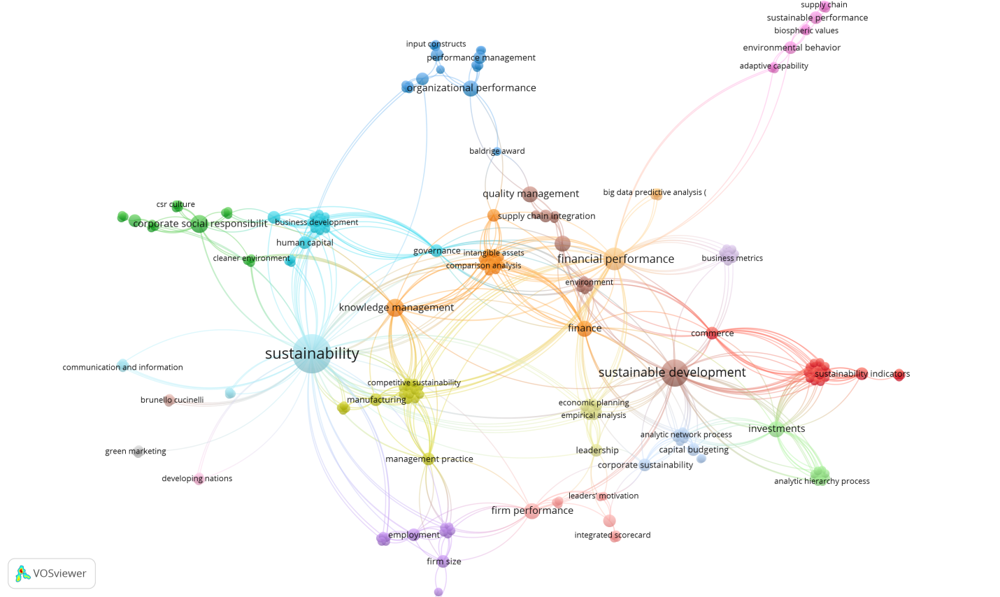 supply chain
sustainable performance
biospheric values
input constructs
environmental behavior
performance management
adaptive capability
organizational performance
baldrige award
quality management
big data predictive analysis (
csr culture
supply chain integration
corporate social responsibilit
business development
human capital
governance
intangible assets
cleaner environment
financial performance
business metrics
comparison analysis
environment
knowledge management
finance
commerce
sustainability
communication and information
sustainable development
sustainability indicators
competitive sustainability
brunello cucinelli
manufacturing
economic planning
empirical analysis
investments
analytic network process
green marketing
leadership
capital budgeting
management practice
corporate sustainability
developing nations
analytic hierarchy process
leaders' motivation
firm performance
employment
integrated scorecard
firm size
VOSviewer